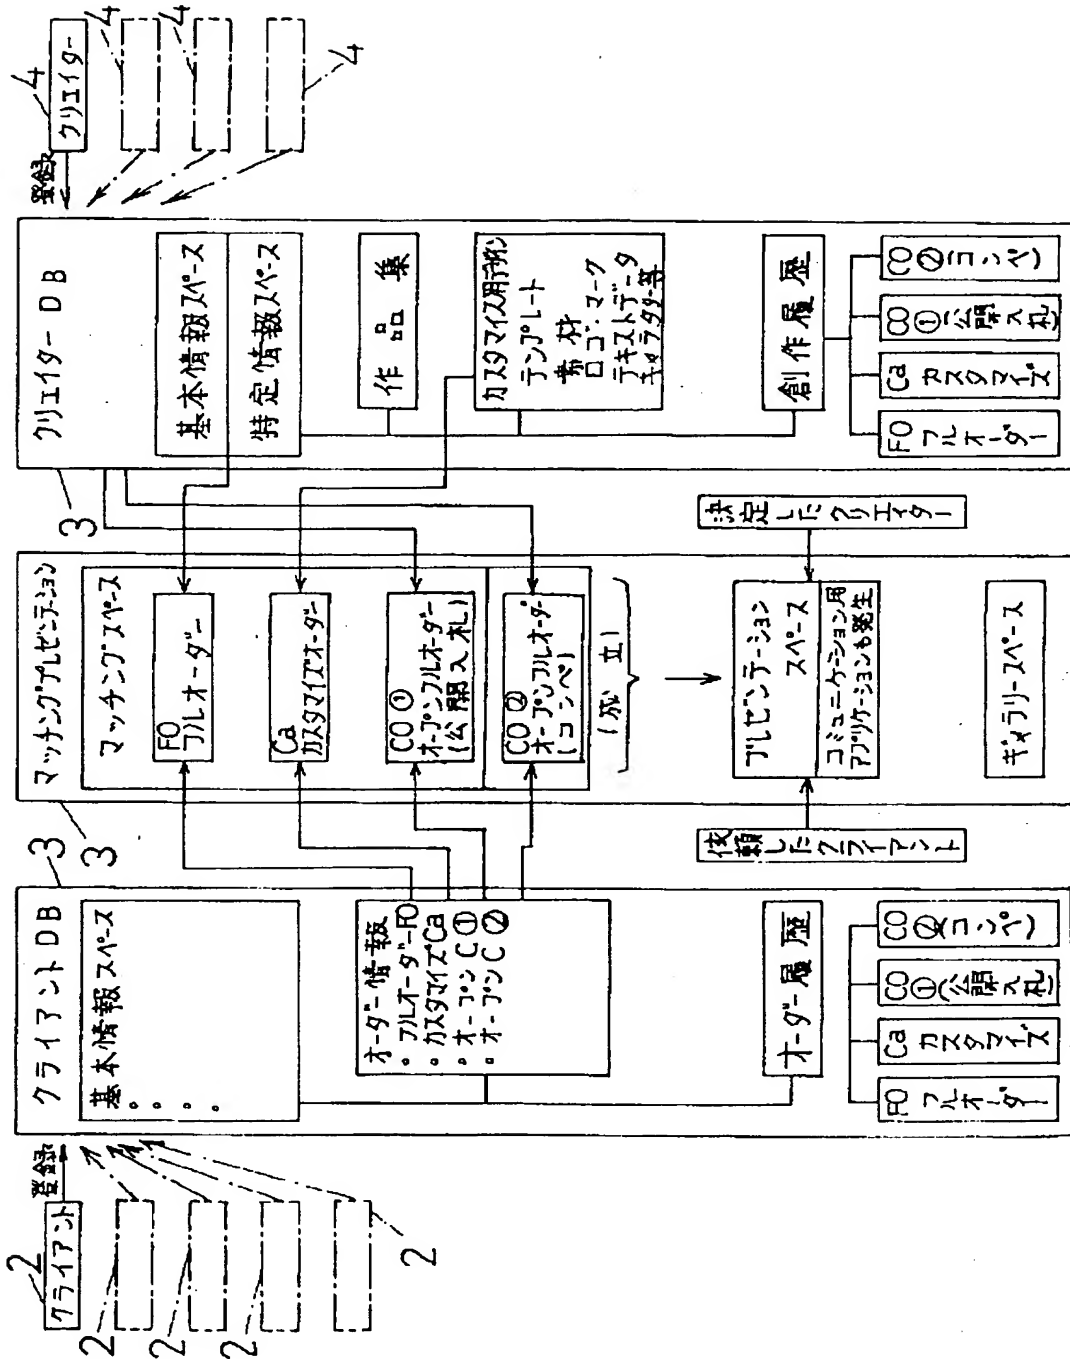 2
クライアント
登録
2
2
2
2
3
クライアントDB
基本情報スペース
オーダー情報
。フルオーダーFO
。カスタマイズCa
。オープンC①
。オープンC②
オーダー履歴
FO
フルオーダー
Ca
カスタマイズ
CO
①(公開入札)
CO
②(コンペ)
3
マッチングプレゼンテーション
マッチングスペース
FO
フルオーダー
Ca
カスタマイズオーダー
CO ①
オープンフルオーダー
(公開入札)
CO ②
オープンフルオーダー
(コンペ)
(成立)
依頼したクライアント
決定したクリエイター
プレゼンテーション
スペース
コミュニケーション用
アプリケーションも発生
ギャラリースペース
3
クリエイターDB
基本情報スペース
特定情報スペース
作品集
カスタマイズ用デザイン
テンプレート
素材
ロゴ・マーク
テキストデータ
キャラクター等
創作履歴
FO
フルオーダー
Ca
カスタマイズ
CO
①(公開入札)
CO
②(コンペ)
4
クリエイター
登録
4
4
4